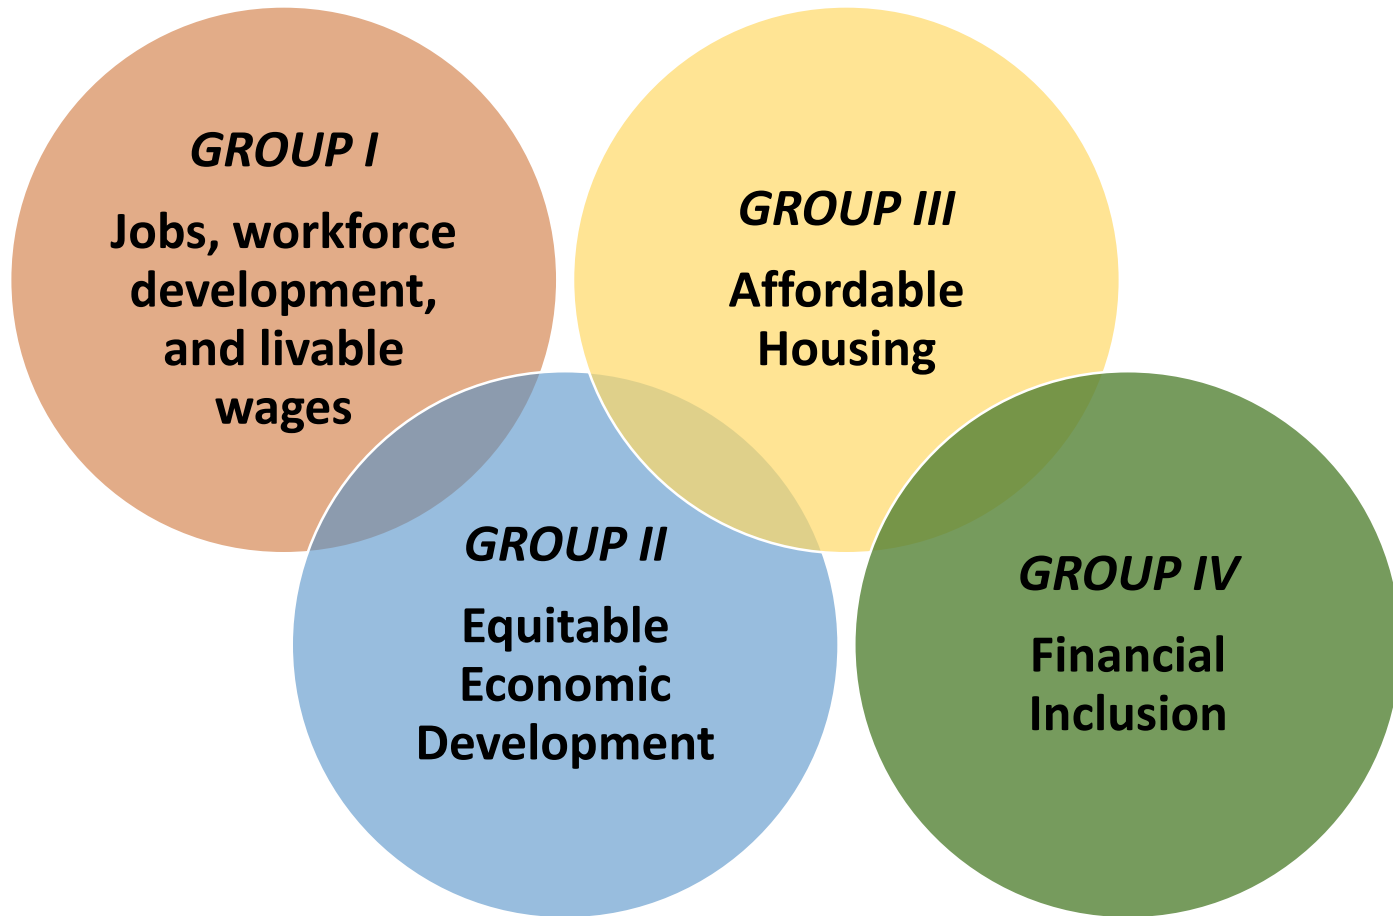 GROUP I
Jobs, workforce
development,
and livable
wages
GROUP II
Equitable
Economic
Development
GROUP III
Affordable
Housing
GROUP IV
Financial
Inclusion